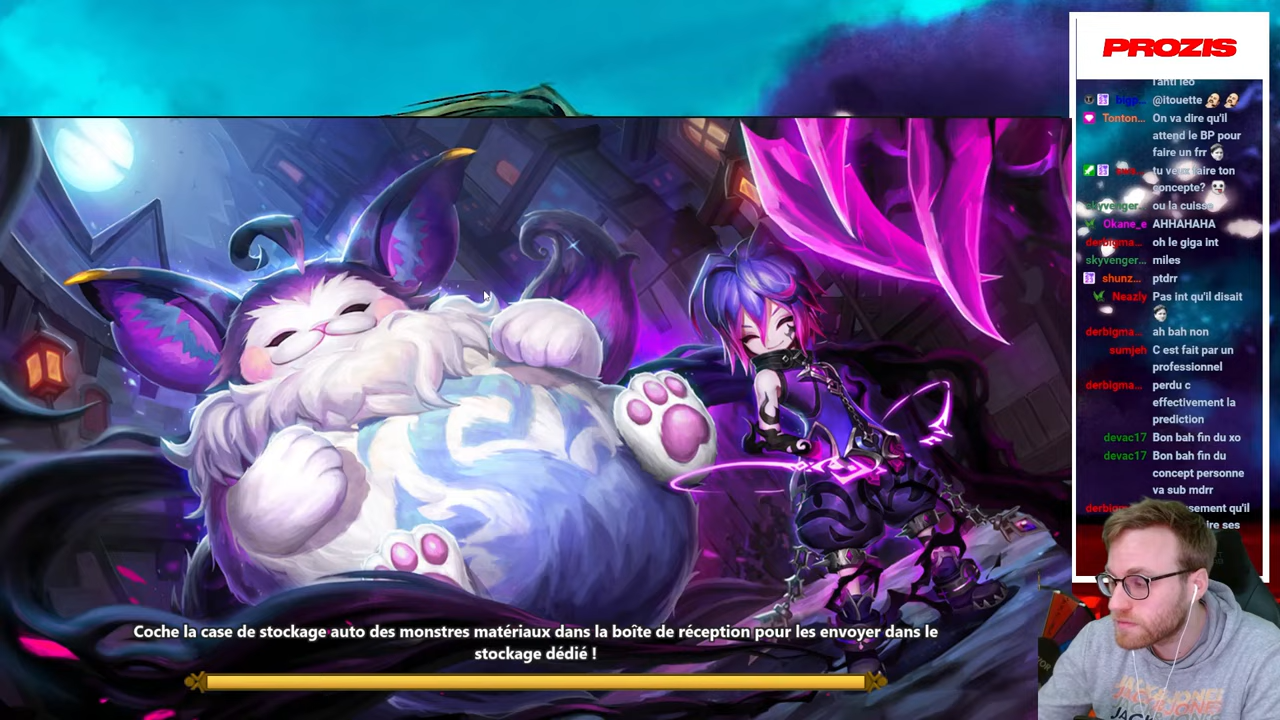 PROZIS
l'anti leo
bigp... @itouette
Tonton... On va dire qu'il
attend le BP pour
faire un frr
tu veux faire ton
concepte?
skyvenger... ou la cuisse
Okane_e AHHAHAHA
derbigma... oh le giga int
skyvenger... miles
shunz... ptdrr
Neazly Pas int qu'il disait
derbigma... ah bah non
sumjeh C est fait par un
professionnel
derbigma... perdu c
effectivement la
prediction
devac17 Bon bah fin du xo
devac17 Bon bah fin du
concept personne
va sub mdrr
Coche la case de stockage auto des monstres matériaux dans la boîte de réception pour les envoyer dans le
stockage dédié !